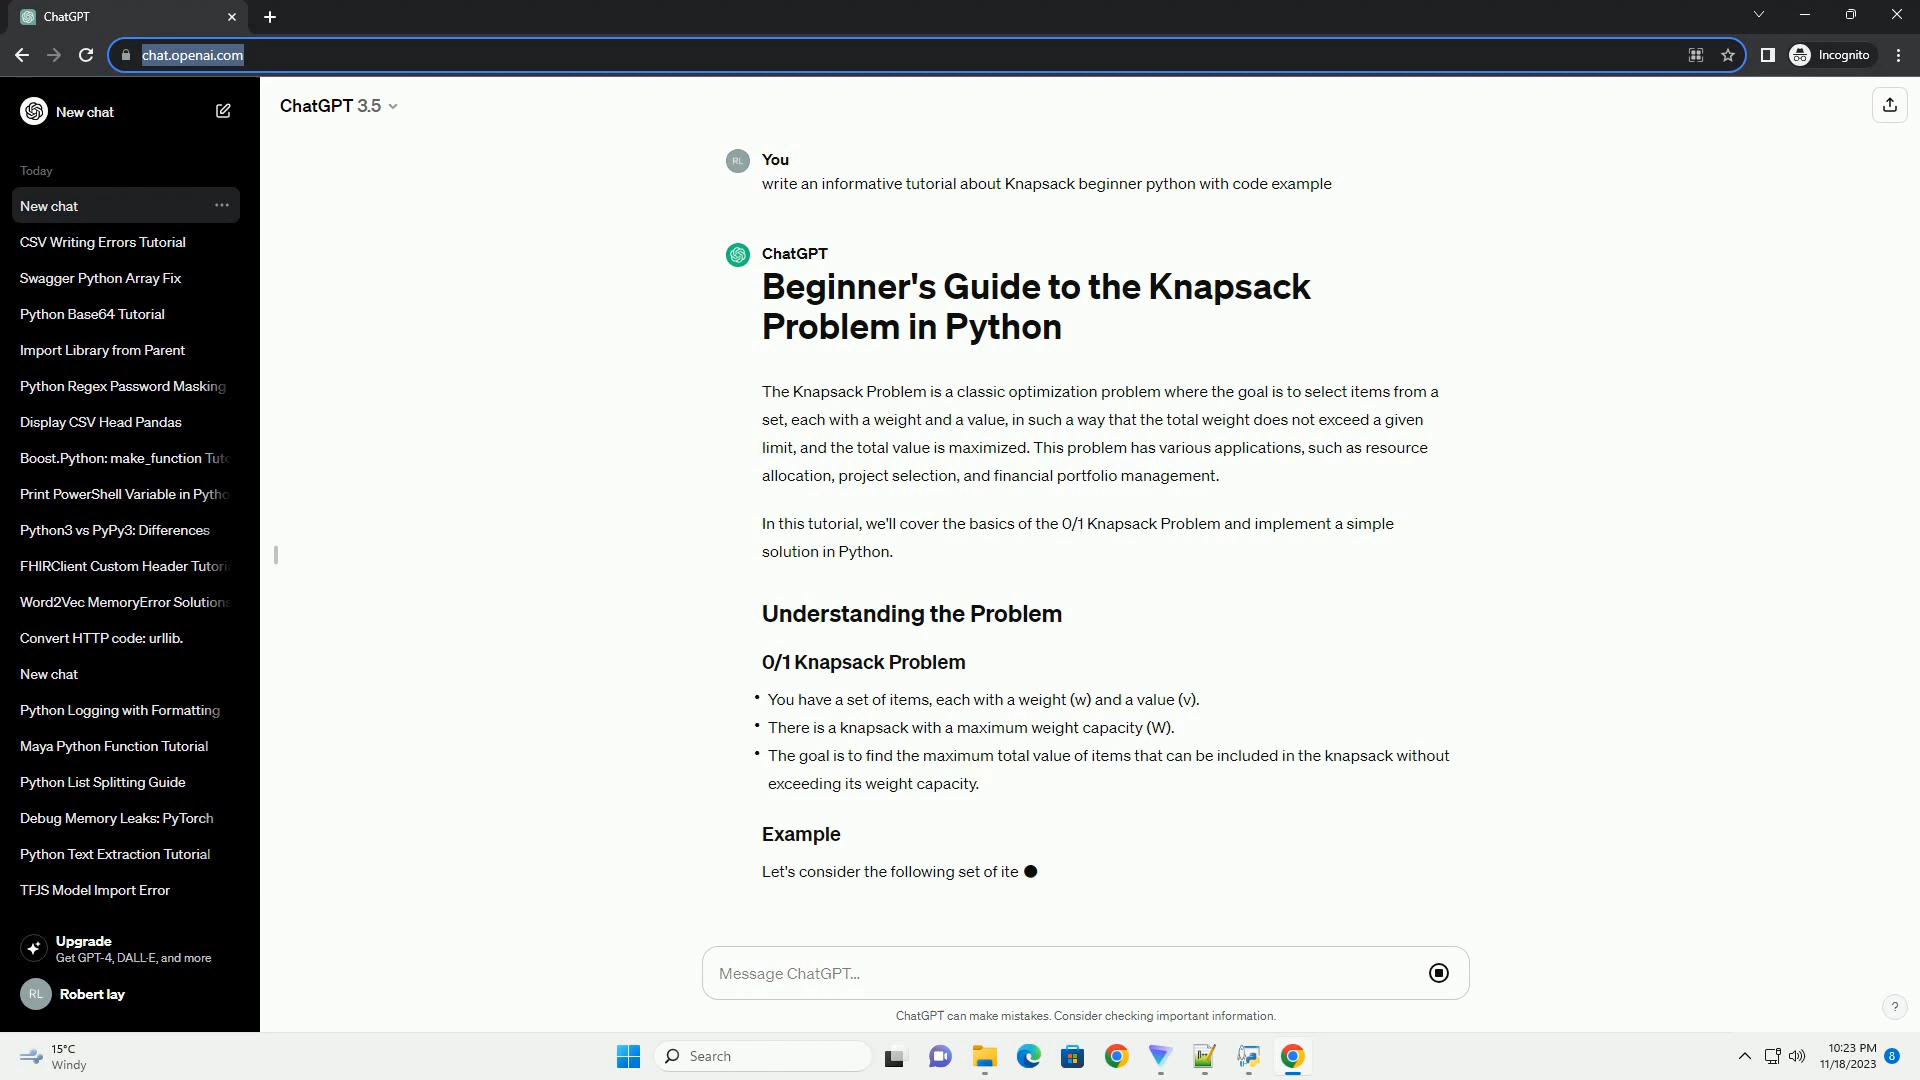 ChatGPT
chat.openai.com
Incognito
New chat
Today
New chat
CSV Writing Errors Tutorial
Swagger Python Array Fix
Python Base64 Tutorial
Import Library from Parent
Python Regex Password Masking
Display CSV Head Pandas
Boost.Python: make_function Tut
Print PowerShell Variable in Pytho
Python3 vs PyPy3: Differences
FHIRClient Custom Header Tutori
Word2Vec MemoryError Solutions
Convert HTTP code: urllib.
New chat
Python Logging with Formatting
Maya Python Function Tutorial
Python List Splitting Guide
Debug Memory Leaks: PyTorch
Python Text Extraction Tutorial
TFJS Model Import Error
Upgrade
Get GPT-4, DALL·E, and more
RL Robert lay
ChatGPT 3.5
RL You
write an informative tutorial about Knapsack beginner python with code example
ChatGPT
Beginner's Guide to the Knapsack
Problem in Python
The Knapsack Problem is a classic optimization problem where the goal is to select items from a
set, each with a weight and a value, in such a way that the total weight does not exceed a given
limit, and the total value is maximized. This problem has various applications, such as resource
allocation, project selection, and financial portfolio management.
In this tutorial, we'll cover the basics of the 0/1 Knapsack Problem and implement a simple
solution in Python.
Understanding the Problem
0/1 Knapsack Problem
• You have a set of items, each with a weight (w) and a value (v).
• There is a knapsack with a maximum weight capacity (W).
• The goal is to find the maximum total value of items that can be included in the knapsack without
exceeding its weight capacity.
Example
Let's consider the following set of ite
Message ChatGPT...
ChatGPT can make mistakes. Consider checking important information.
?
15°C
Windy
Search
10:23 PM
11/18/2023
8